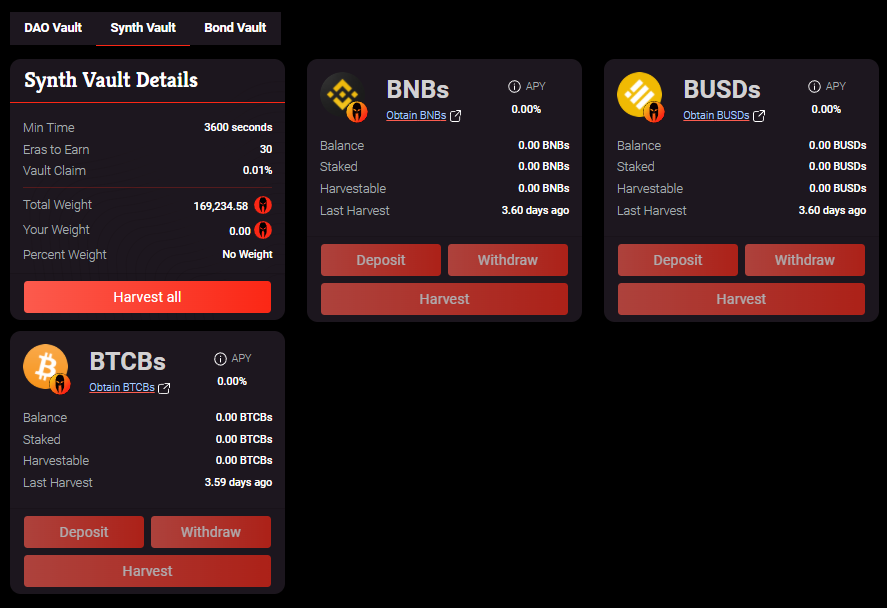 DAO Vault Synth Vault Bond Vault
Synth Vault Details
Min Time 3600 seconds
Eras to Earn 30
Vault Claim 0.01%
Total Weight 169,234.58
Your Weight 0.00
Percent Weight No Weight
Harvest all
BNBs APY
Obtain BNBs 0.00%
Balance 0.00 BNBs
Staked 0.00 BNBs
Harvestable 0.00 BNBs
Last Harvest 3.60 days ago
Deposit Withdraw
Harvest
BUSDs APY
Obtain BUSDs 0.00%
Balance 0.00 BUSDs
Staked 0.00 BUSDs
Harvestable 0.00 BUSDs
Last Harvest 3.60 days ago
Deposit Withdraw
Harvest
BTCBs APY
Obtain BTCBs 0.00%
Balance 0.00 BTCBs
Staked 0.00 BTCBs
Harvestable 0.00 BTCBs
Last Harvest 3.59 days ago
Deposit Withdraw
Harvest